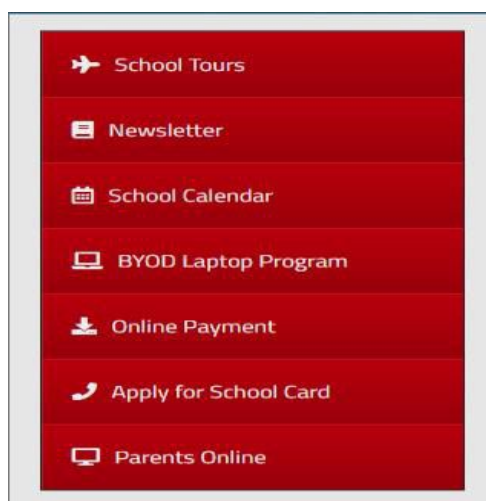 School Tours
Newsletter
School Calendar
BYOD Laptop Program
Online Payment
Apply for School Card
Parents Online